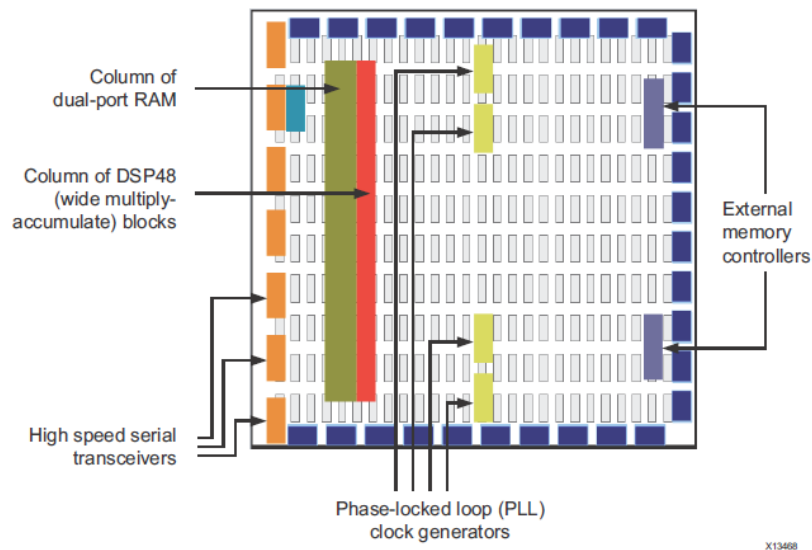 Column of
dual-port RAM
Column of DSP48
(wide multiply-
accumulate) blocks
External
memory
controllers
High speed serial
transceivers
Phase-locked loop (PLL)
clock generators
X13468